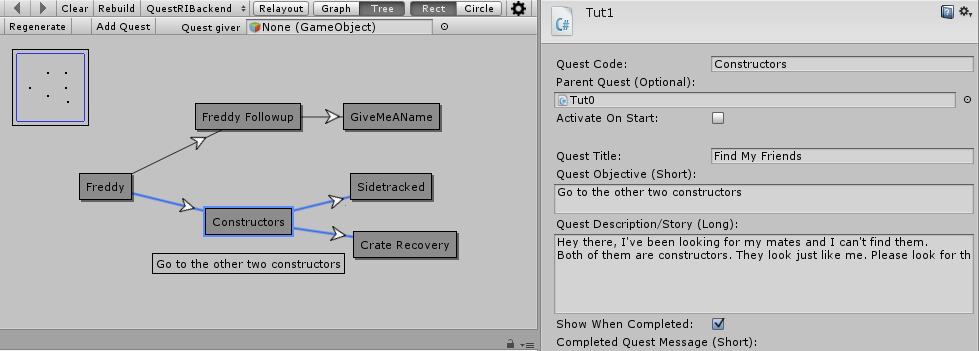 Clear Rebuild QuestRIBackend Relayout Graph Tree Rect Circle
Regenerate Add Quest Quest giver None (GameObject)
Freddy Followup
GiveMeAName
Freddy
Sidetracked
Constructors
Crate Recovery
Go to the other two constructors
C#
Tut1
Quest Code: Constructors
Parent Quest (Optional):
Tut0
Activate On Start:
Quest Title: Find My Friends
Quest Objective (Short):
Go to the other two constructors
Quest Description/Story (Long):
Hey there, I've been looking for my mates and I can't find them.
Both of them are constructors. They look just like me. Please look for th
Show When Completed:
Completed Quest Message (Short):